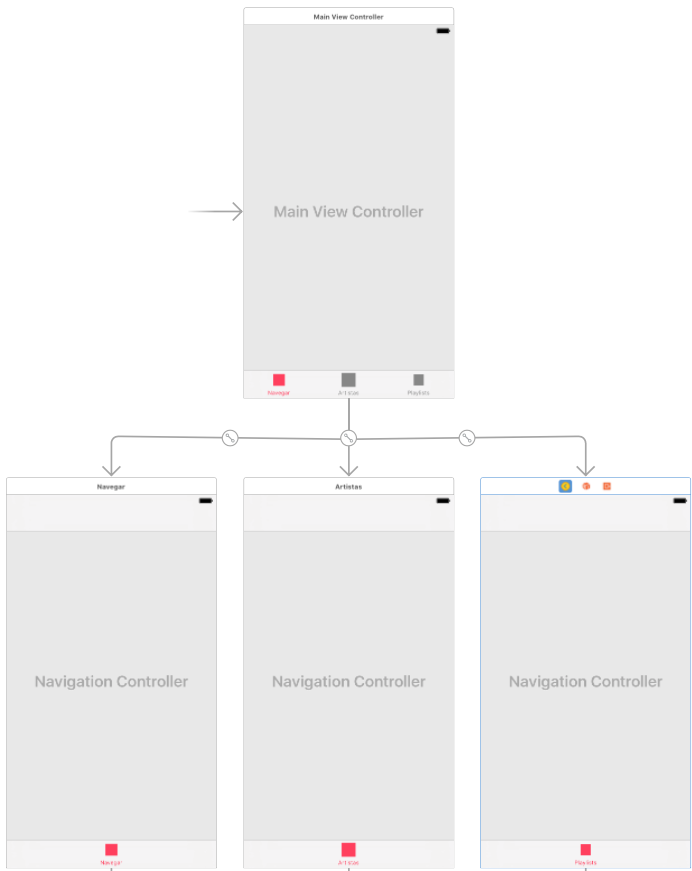 Main View Controller
Main View Controller
Navegar
Artistas
Playlists
Navegar
Artistas
Navigation Controller
Navigation Controller
Navigation Controller
Navegar
Artistas
Playlists